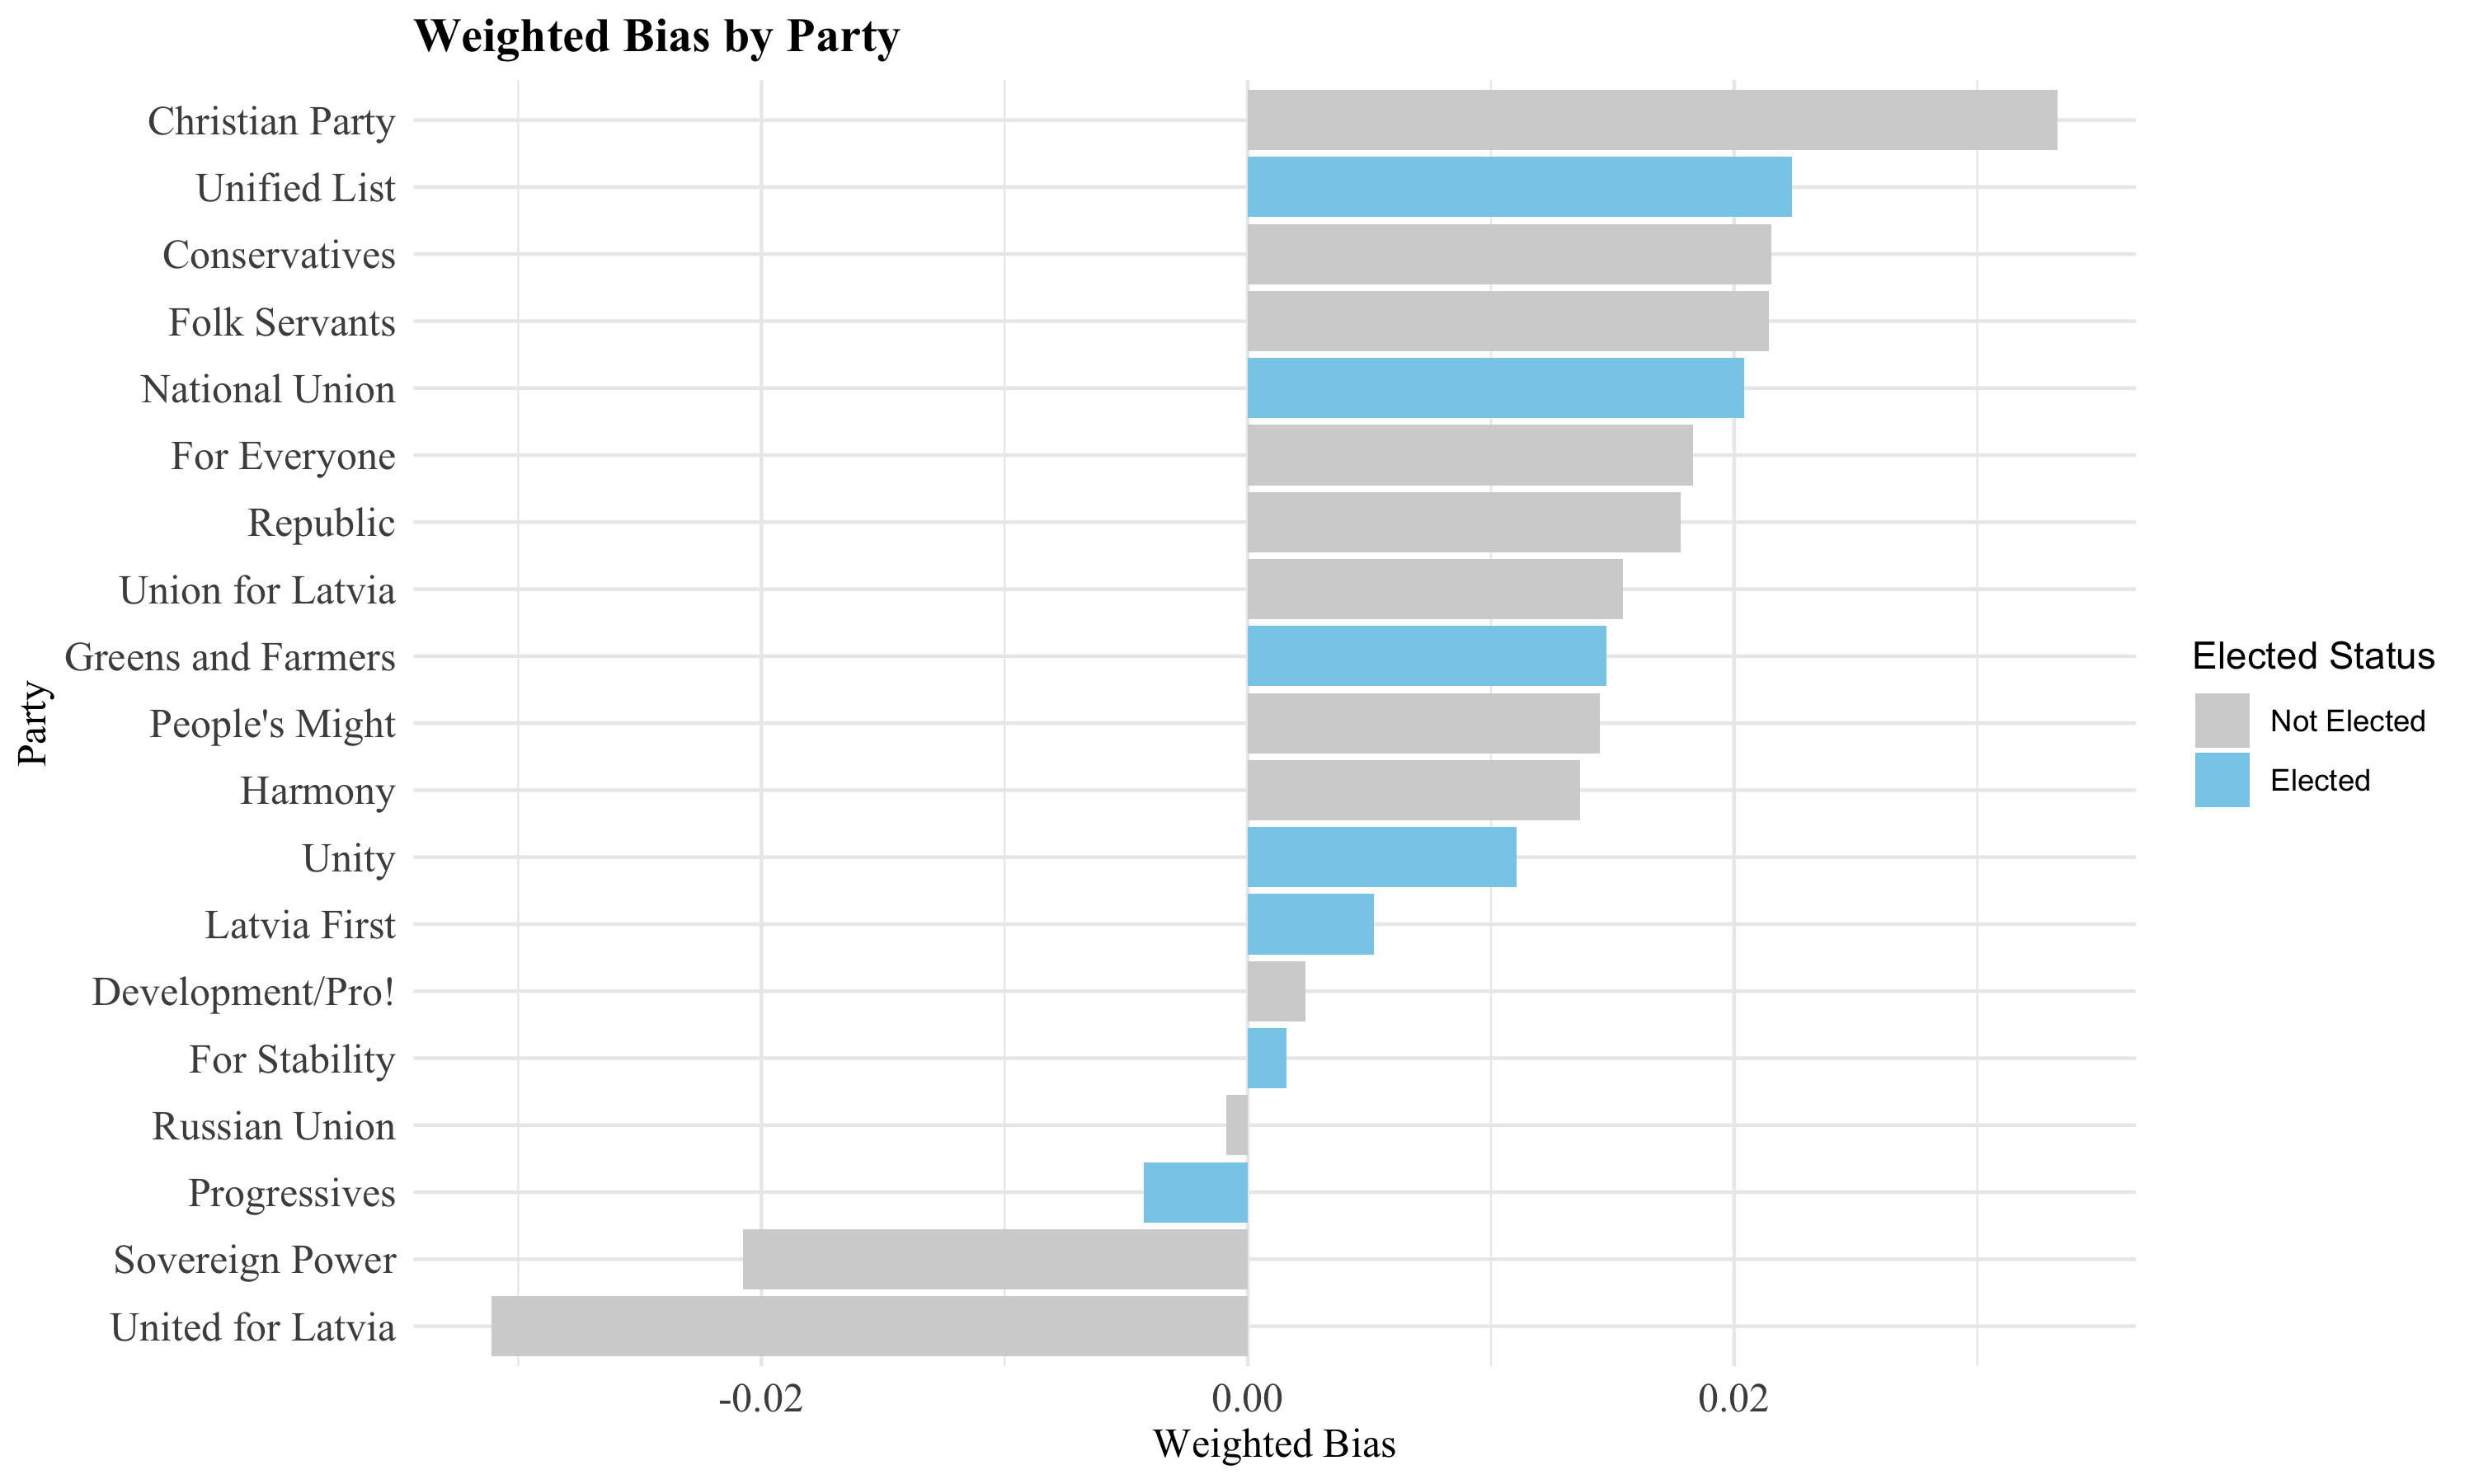 Weighted Bias by Party
Party
Christian Party
Unified List
Conservatives
Folk Servants
National Union
For Everyone
Republic
Union for Latvia
Greens and Farmers
People's Might
Harmony
Unity
Latvia First
Development/Pro!
For Stability
Russian Union
Progressives
Sovereign Power
United for Latvia
-0.02 0.00 0.02
Weighted Bias
Elected Status
Not Elected
Elected